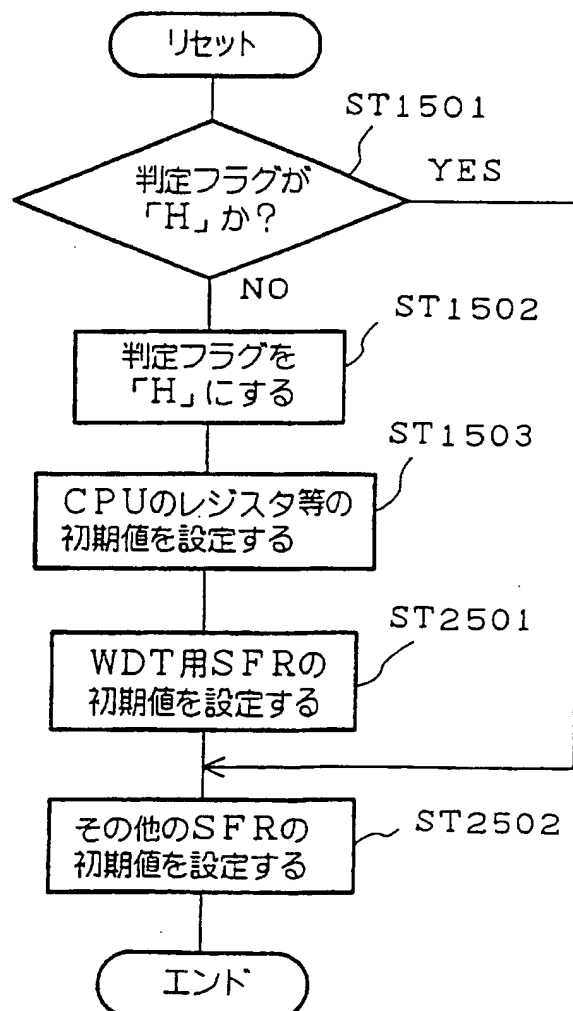 リセット
ST1501
判定フラグが
「H」か?
YES
NO
ST1502
判定フラグを
「H」にする
ST1503
CPUのレジスタ等の
初期値を設定する
ST2501
WDT用SFRの
初期値を設定する
その他のSFRの
初期値を設定する
ST2502
エンド